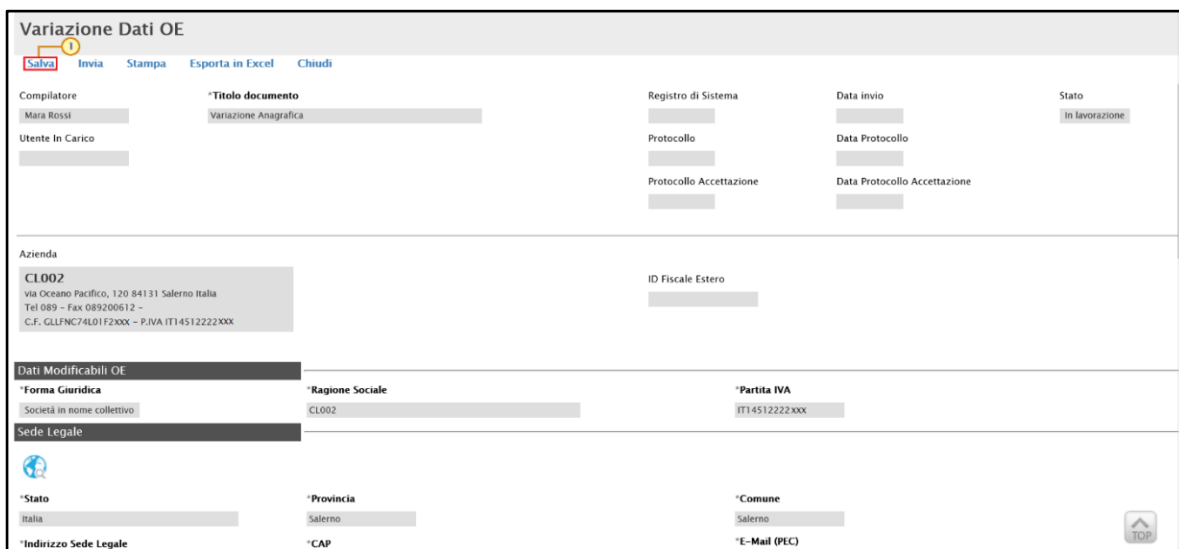 Variazione Dati OE
1
Salva Invia Stampa Esporta in Excel Chiudi
Compilatore *Titolo documento Registro di Sistema Data invio Stato
Mara Rossi Variazione Anagrafica In lavorazione
Utente In Carico Protocollo Data Protocollo
Protocollo Accettazione Data Protocollo Accettazione
Azienda
CL002 ID Fiscale Estero
via Oceano Pacifico, 120 84131 Salerno Italia
Tel 089 - Fax 089200612 -
C.F. GLLFNC74L01F2XXX - P.IVA IT14512222XXX
Dati Modificabili OE
*Forma Giuridica *Ragione Sociale *Partita IVA
Società in nome collettivo CL002 IT14512222XXX
Sede Legale
*Stato *Provincia *Comune
Italia Salerno Salerno
*Indirizzo Sede Legale *CAP *E-Mail (PEC)
TOP